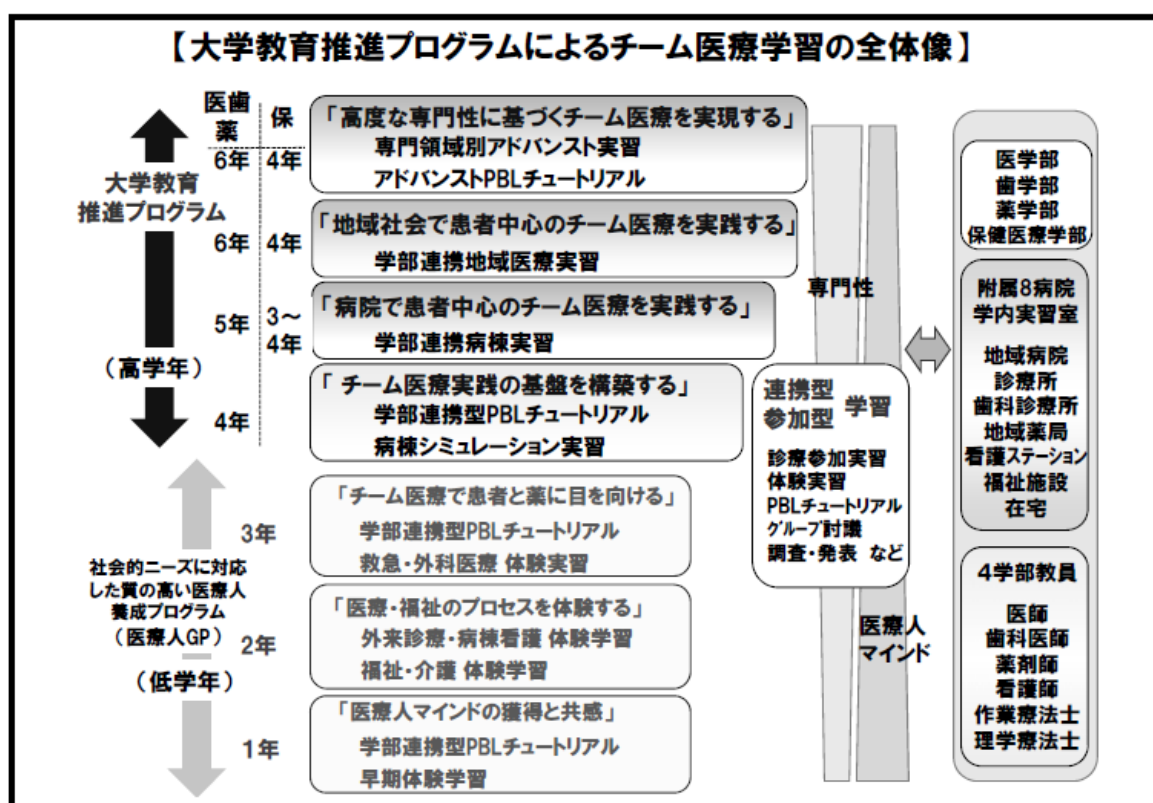 【大学教育推進プログラムによるチーム医療学習の全体像】
医歯
薬
保
6年
4年
「高度な専門性に基づくチーム医療を実現する」
専門領域別アドバンスト実習
アドバンストPBLチュートリアル
大学教育
推進プログラム
6年
4年
「地域社会で患者中心のチーム医療を実践する」
学部連携地域医療実習
5年
3～
4年
「病院で患者中心のチーム医療を実践する」
学部連携病棟実習
(高学年)
4年
「チーム医療実践の基盤を構築する」
学部連携型PBLチュートリアル
病棟シミュレーション実習
3年
「チーム医療で患者と薬に目を向ける」
学部連携型PBLチュートリアル
救急・外科医療 体験実習
社会的ニーズに対応
した質の高い医療人
養成プログラム
(医療人GP)
2年
「医療・福祉のプロセスを体験する」
外来診療・病棟看護 体験学習
福祉・介護 体験学習
(低学年)
1年
「医療人マインドの獲得と共感」
学部連携型PBLチュートリアル
早期体験学習
専門性
連携型
参加型
学習
診療参加実習
体験実習
PBLチュートリアル
グループ討議
調査・発表 など
医療人
マインド
医学部
歯学部
薬学部
保健医療学部
附属8病院
学内実習室
地域病院
診療所
歯科診療所
地域薬局
看護ステーション
福祉施設
在宅
4学部教員
医師
歯科医師
薬剤師
看護師
作業療法士
理学療法士